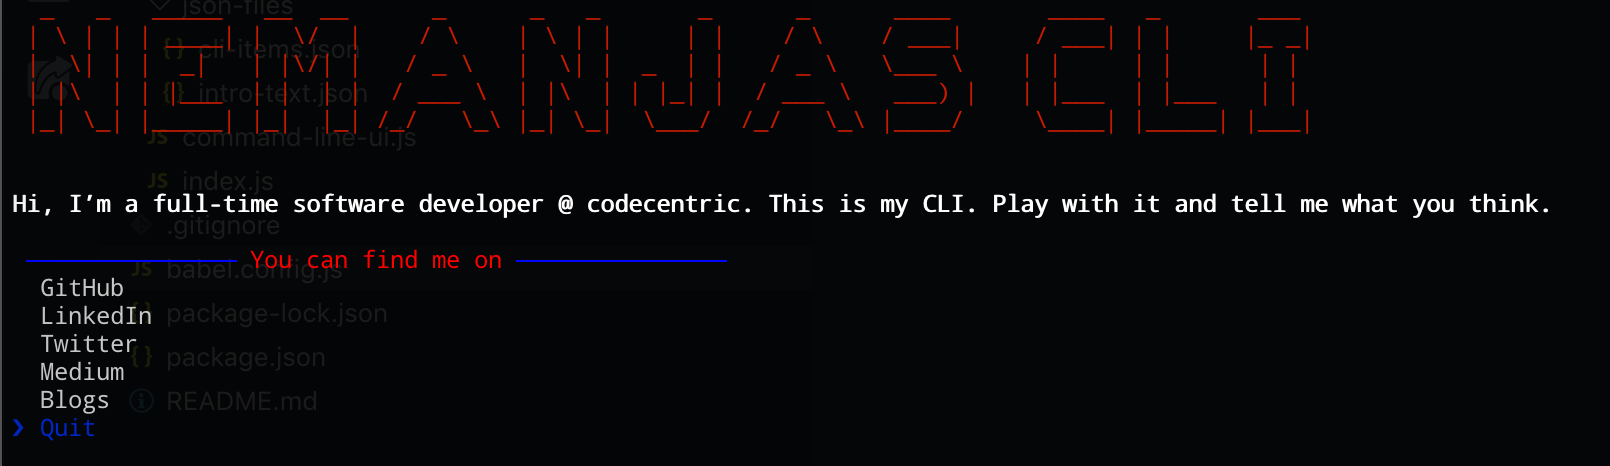 NEMANJAS CLI
json-files
cli-items.json
intro-text.json
command-line-ui.js
index.js
Hi, I’m a full-time software developer @ codecentric. This is my CLI. Play with it and tell me what you think.
.gitignore
You can find me on
babel.config.js
GitHub
LinkedIn
package-lock.json
Twitter
package.json
Medium
Blogs
README.md
❯ Quit